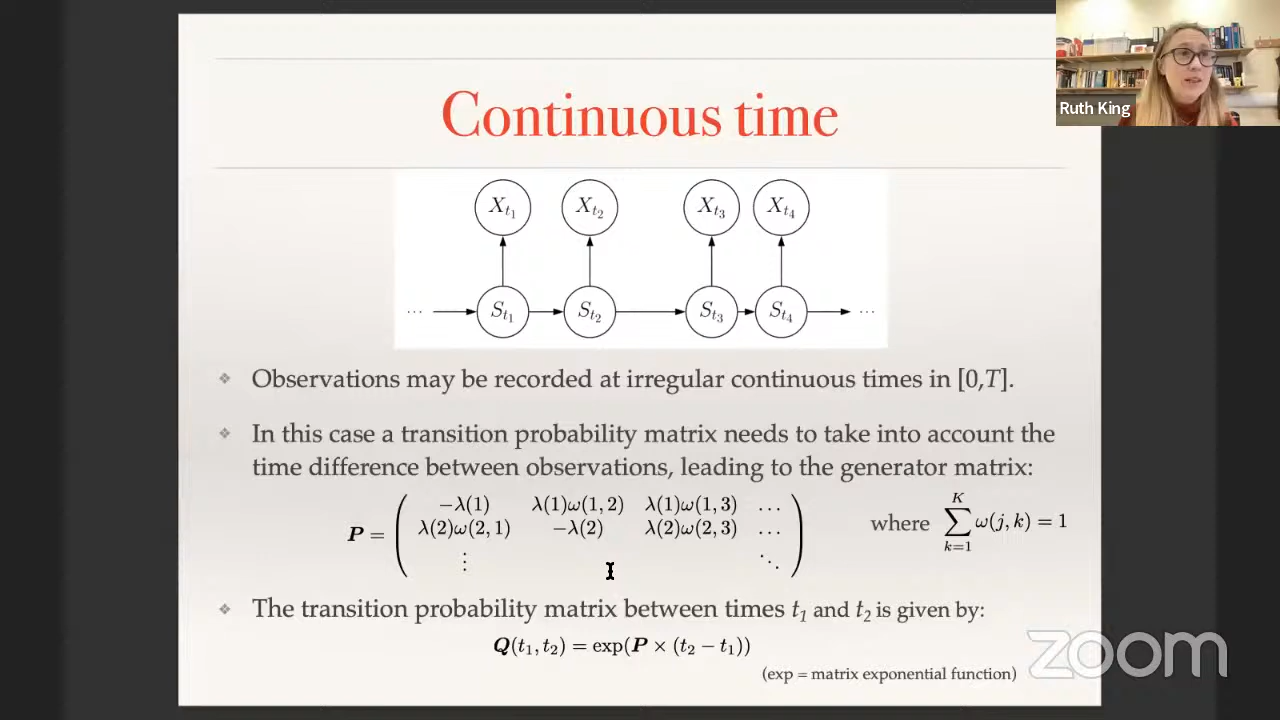 Continuous time
Ruth King
X_{t_1} X_{t_2} X_{t_3} X_{t_4}
... S_{t_1} S_{t_2} S_{t_3} S_{t_4} ...
❖ Observations may be recorded at irregular continuous times in [0,T].
❖ In this case a transition probability matrix needs to take into account the
time difference between observations, leading to the generator matrix:
P = ( −λ(1) λ(1)ω(1,2) λ(1)ω(1,3) ...
λ(2)ω(2,1) −λ(2) λ(2)ω(2,3) ...
⋮ ⋱ ) where ∑_{k=1}^{K} ω(j,k) = 1
❖ The transition probability matrix between times t_1 and t_2 is given by:
Q(t_1, t_2) = exp(P × (t_2 − t_1))
(exp = matrix exponential function)
zoom